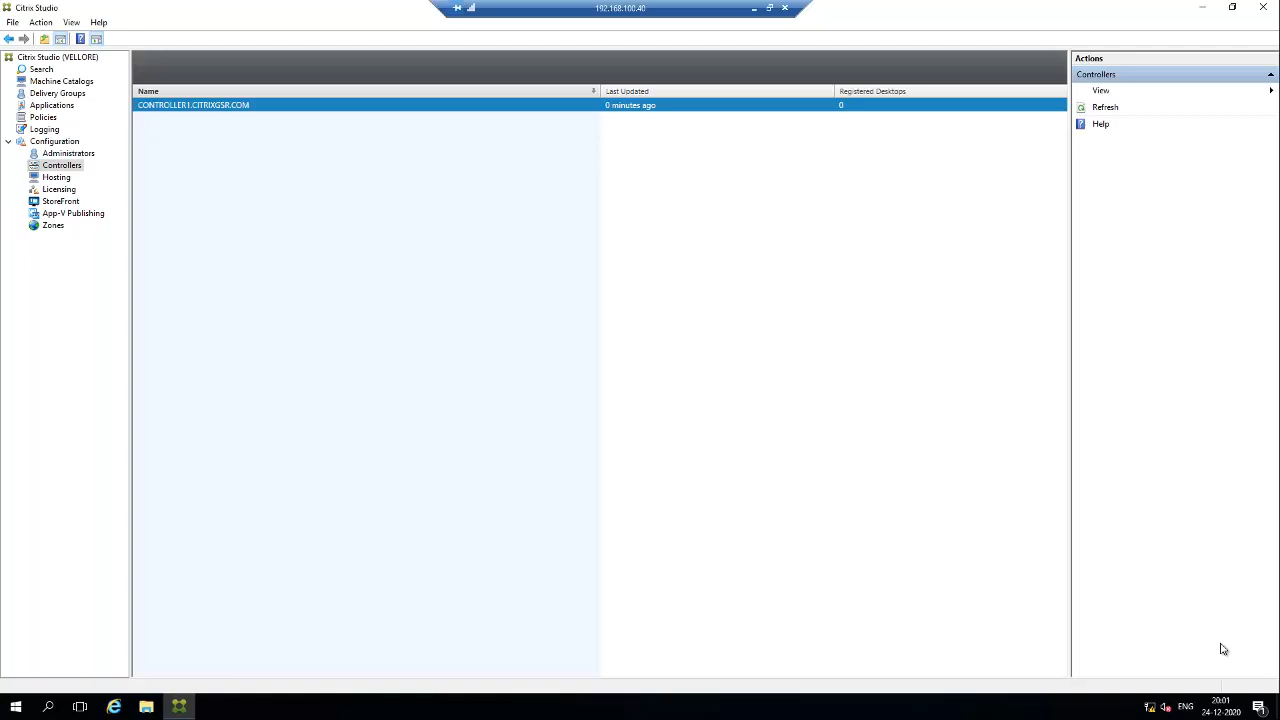 Citrix Studio
192.168.100.40
File Action View Help
Citrix Studio (VELLORE)
Search
Machine Catalogs
Delivery Groups
Applications
Policies
Logging
Configuration
Administrators
Controllers
Hosting
Licensing
StoreFront
App-V Publishing
Zones
Name Last Updated Registered Desktops
CONTROLLER1.CITRIXGSR.COM 0 minutes ago 0
Actions
Controllers
View
Refresh
Help
ENG
20:01
24-12-2020
1